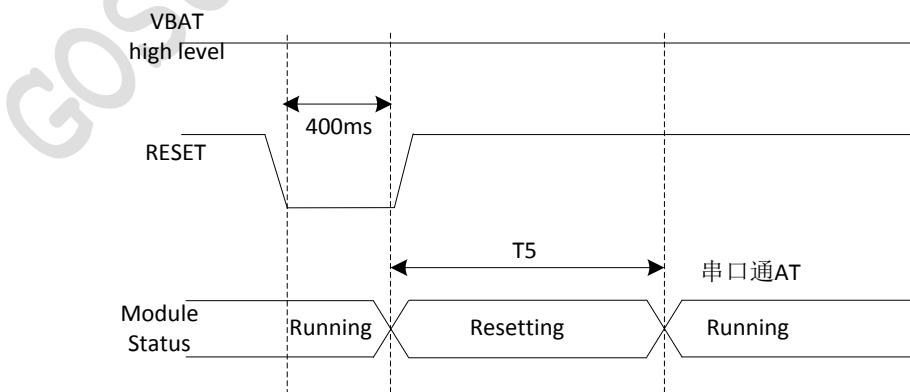 VBAT
high level
400ms
RESET
T5
串口通AT
Module
Status
Running
Resetting
Running